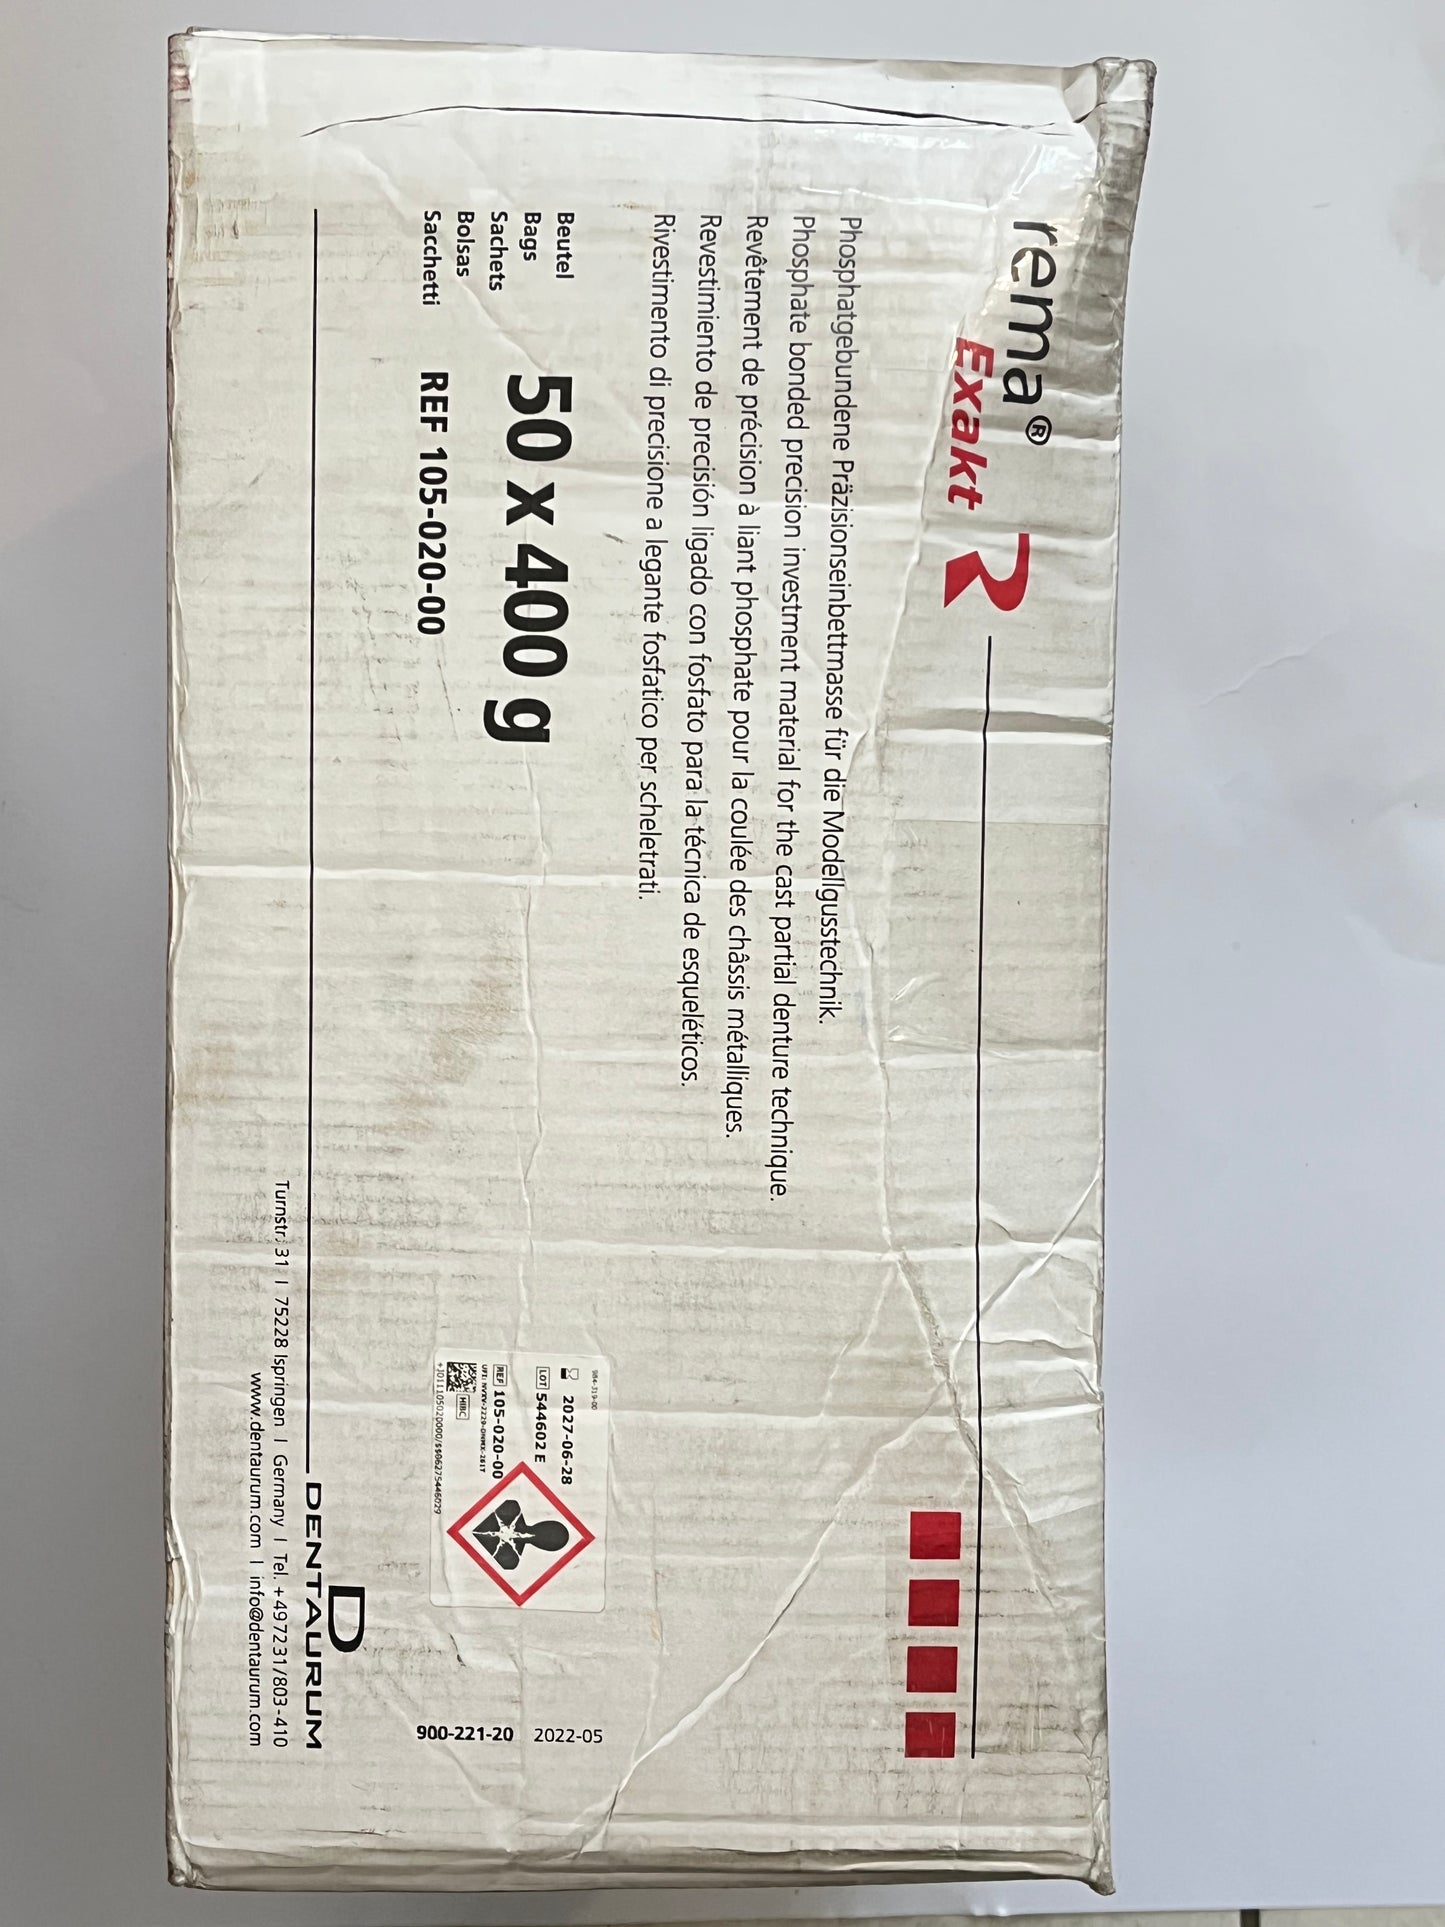 rema®
Exakt
Phosphatgebundene Präzisionseinbettmasse für die Modellgusstechnik.
Phosphate bonded precision investment material for the cast partial denture technique.
Revêtement de précision à liant phosphate pour la coulée des châssis métalliques.
Revestimiento de precisión ligado con fosfato para la técnica de esqueléticos.
Rivestimento di precisione a legante fosfatico per scheletrati.
Beutel
Bags
Sachets
Bolsas
Sacchetti
50 x 400 g
REF 105-020-00
984-319-00
2027-06-28
LOT 544602 E
REF 105-020-00
HIBC
900-221-20 2022-05
D
DENTAURUM
Turnstr. 31 I 75228 Ispringen I Germany I Tel. +49 7231/803-410
www.dentaurum.com I info@dentaurum.com